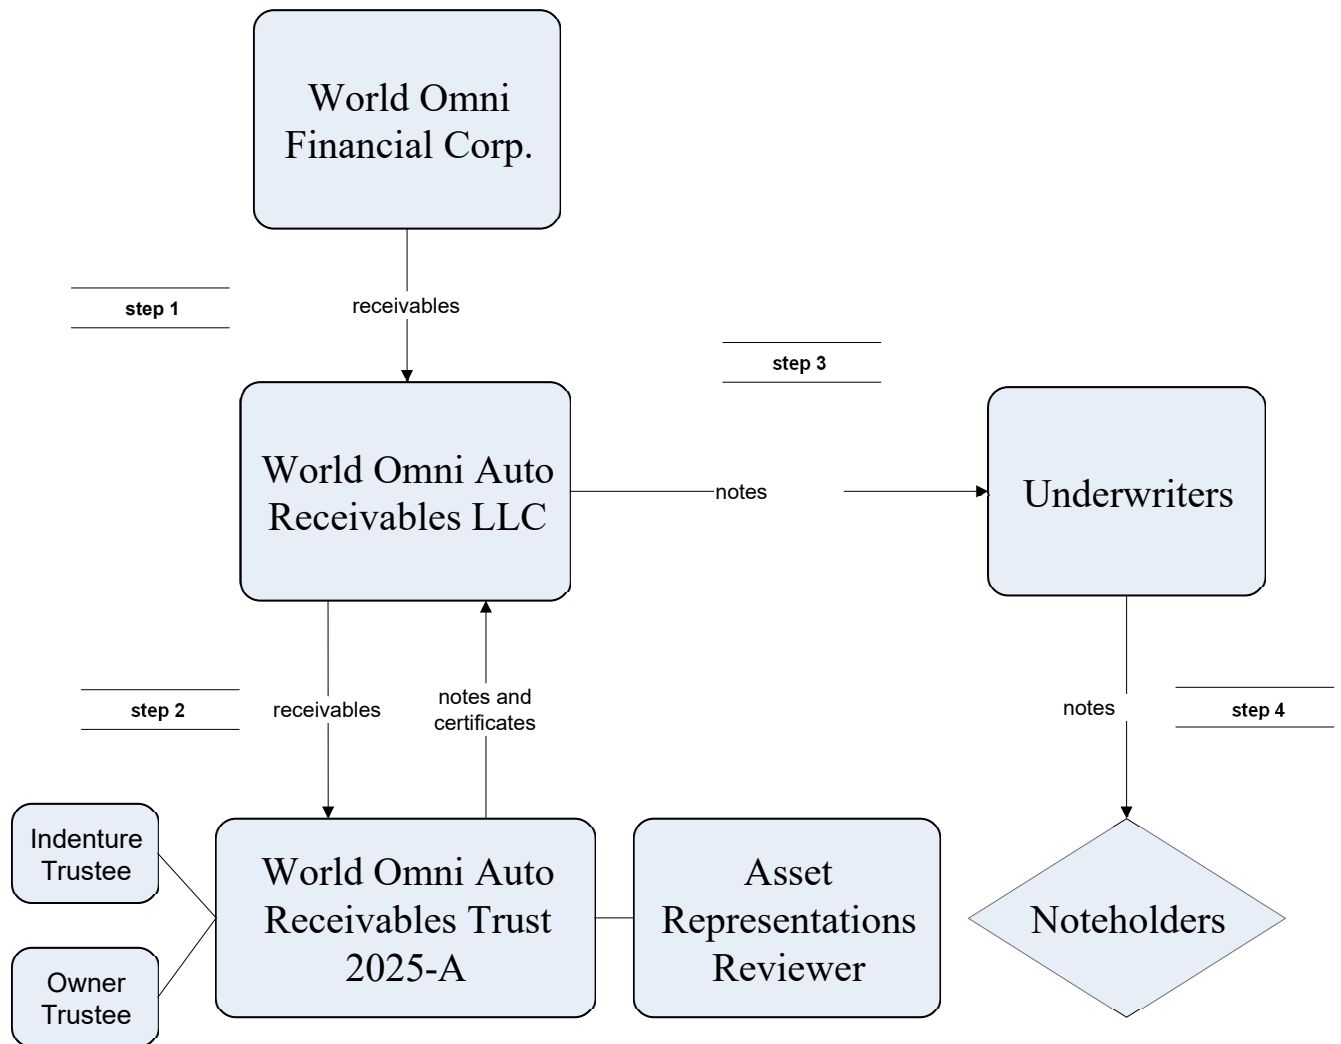 World Omni
Financial Corp.
step 1
receivables
step 3
World Omni Auto
Receivables LLC
notes
Underwriters
step 2
receivables
notes and
certificates
notes
step 4
Indenture
Trustee
Owner
Trustee
World Omni Auto
Receivables Trust
2025-A
Asset
Representations
Reviewer
Noteholders